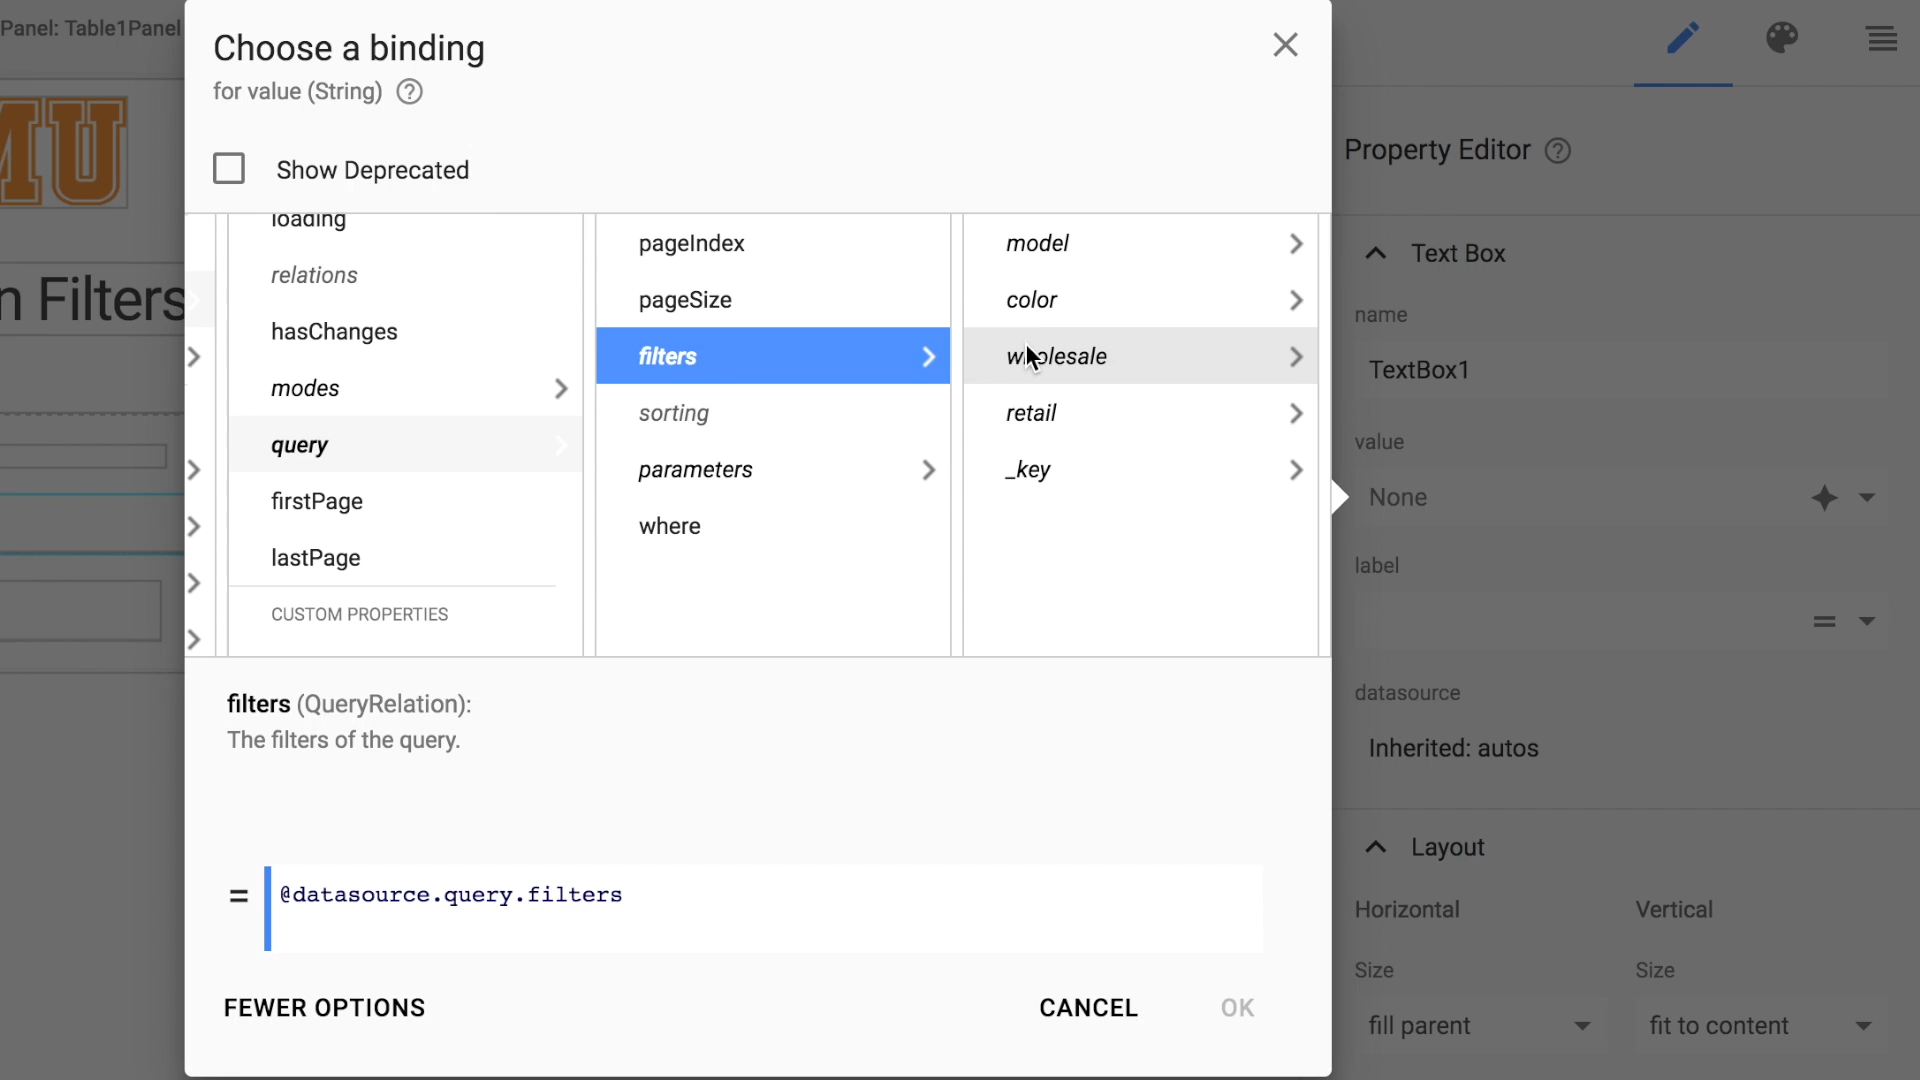 Panel: Table1Panel
MU
n Filters
Choose a binding
for value (String) ?
Show Deprecated
loading
relations
hasChanges
modes
query
firstPage
lastPage
CUSTOM PROPERTIES
pageIndex
pageSize
filters
sorting
parameters
where
model
color
wholesale
retail
_key
filters (QueryRelation):
The filters of the query.
= @datasource.query.filters
FEWER OPTIONS
CANCEL
OK
Property Editor ?
Text Box
name
TextBox1
value
None
label
=
datasource
Inherited: autos
Layout
Horizontal
Vertical
Size
Size
fill parent
fit to content